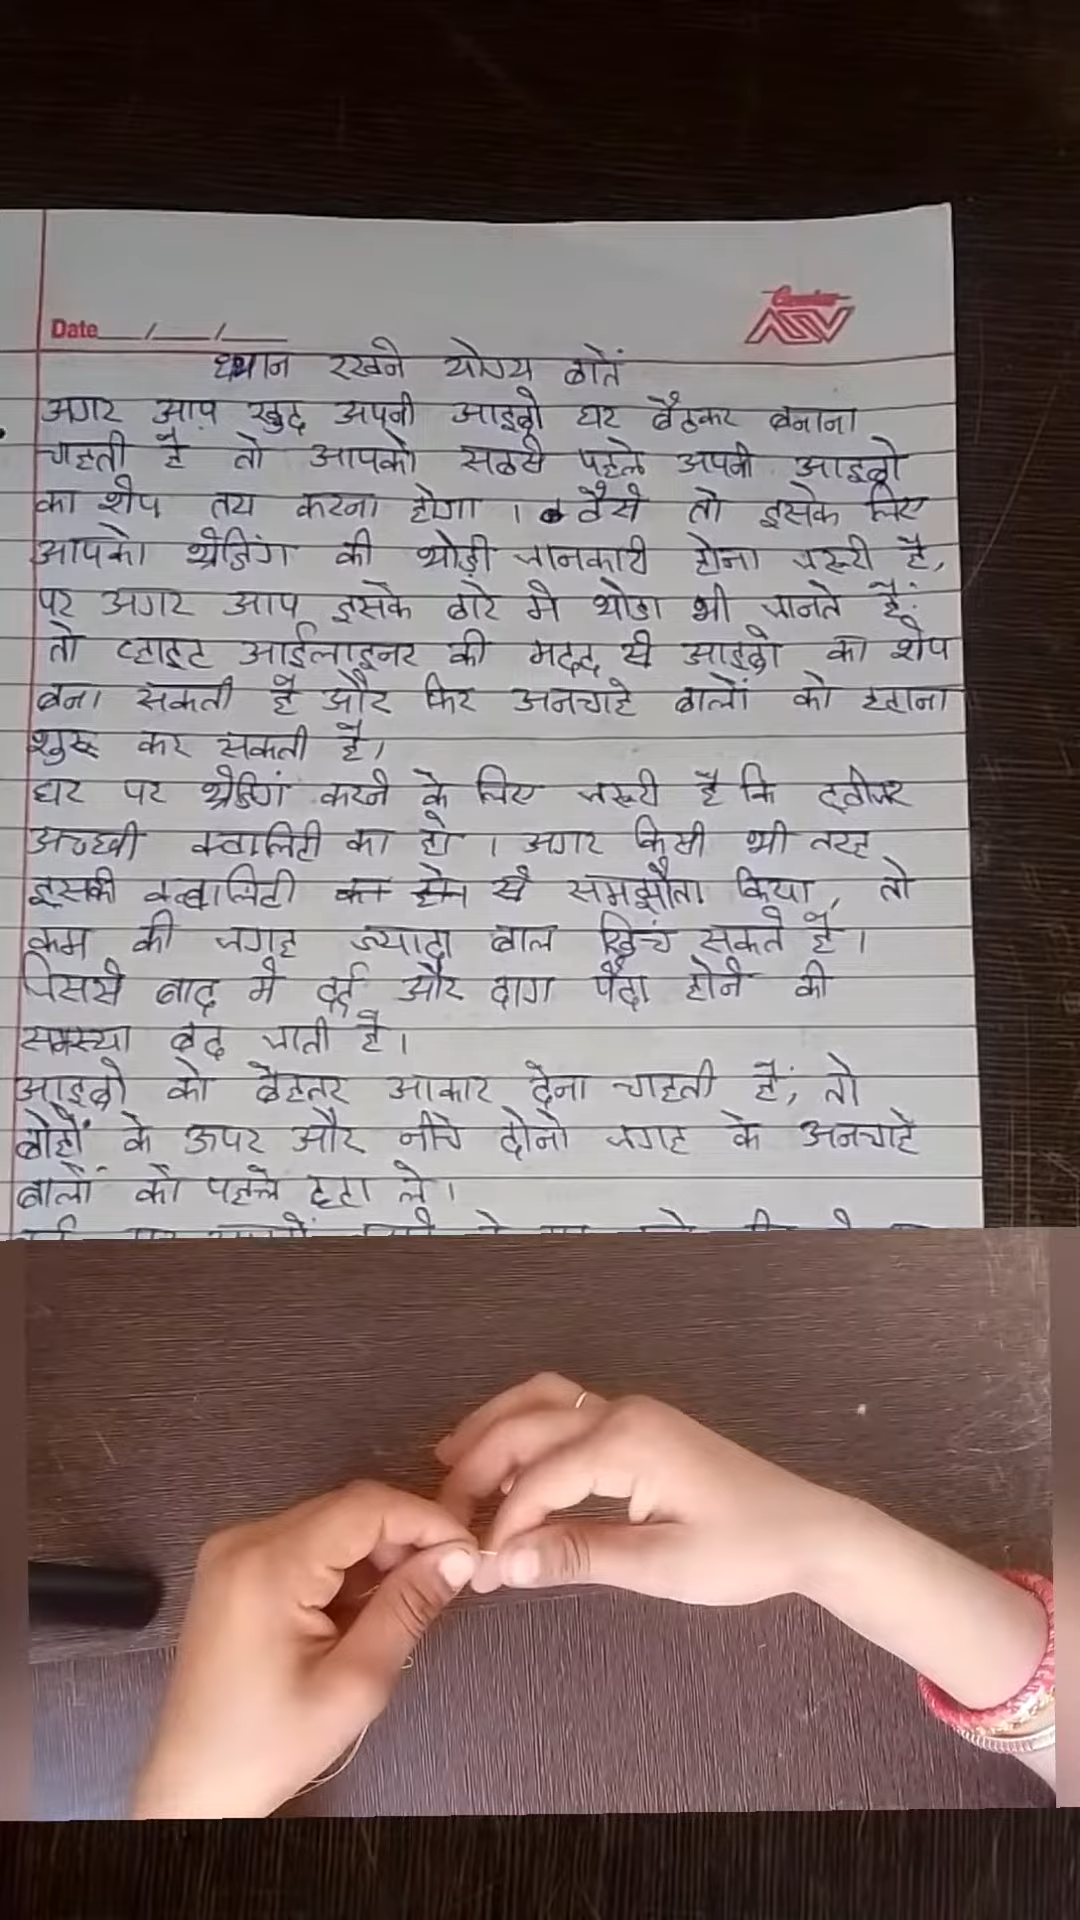 Date___/___/___
ध्यान रखने योग्य बातें
अगर आप खुद अपनी आइब्रो घर बैठकर बनाना
चाहती है तो आपको सबसे पहले अपनी आइब्रो
का शेप तय करना होगा । वैसे तो इसके लिए
आपको थ्रेडिंग की थोडी जानकारी होना जरूरी है,
पर अगर आप इसके बारे मे थोडा भी जानते हैं.
तो व्हाइट आईलाइनर की मदद से आइब्रो का शेप
बना सकती है और फिर अनचाहे बालों को हटाना
शुरू कर सकती है।
घर पर थ्रेडिगं करने के लिए जरूरी है कि ट्वीजर
अच्छी क्वालिटी का हो । अगर किसी भी तरह
इसकी क्वालिटी से समझौता किया, तो
कम की जगह ज्यादा बाल खिचं सकते है ।
जिससे बाद मे दर्द और दाग पैदा होने की
समस्या बढ जाती है ।
आइब्रो को बेहतर आकार देना चाहती हैं, तो
बोहों के ऊपर और नीचे दोनो जगह के अनचाहे
बालों को पहले हटा ले ।